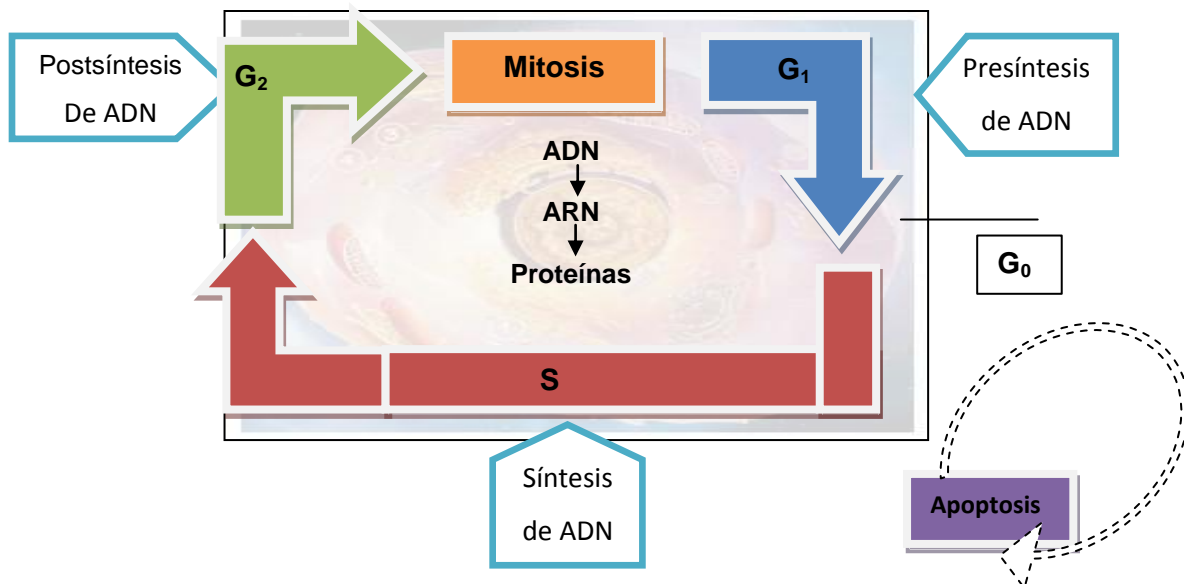 Postsíntesis
De ADN
G₂
Mitosis
G₁
Presíntesis
de ADN
ADN
ARN
Proteínas
G₀
S
Síntesis
de ADN
Apoptosis